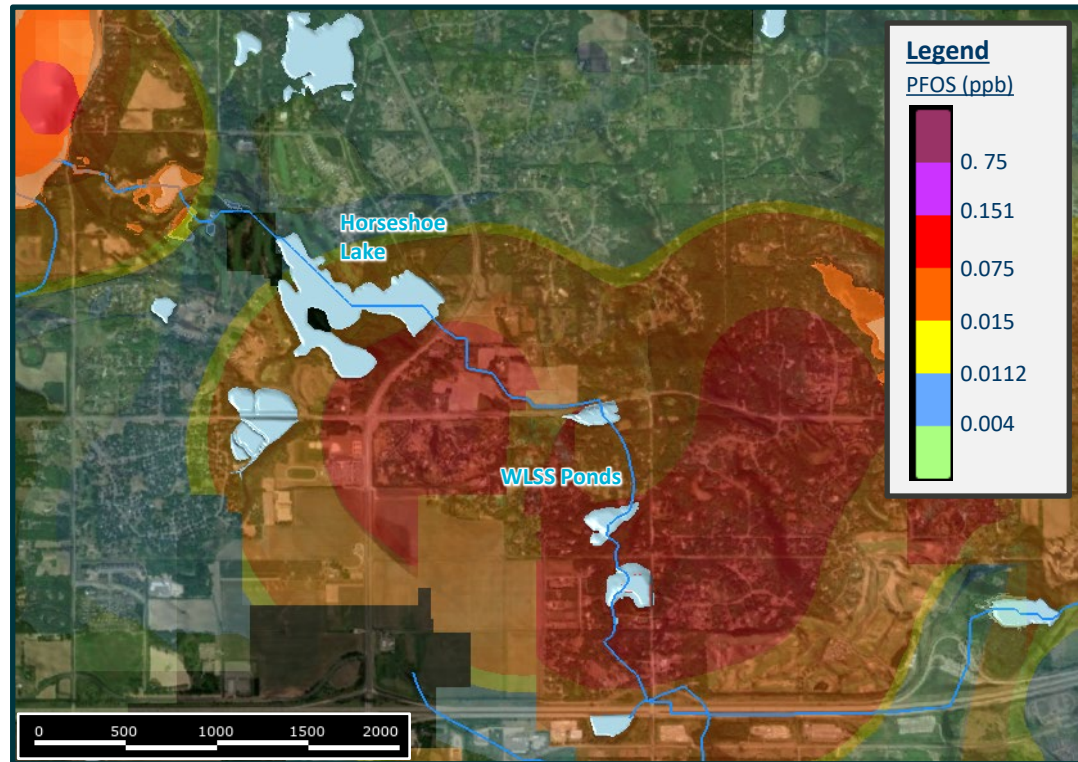 Legend
PFOS (ppb)
0. 75
0.151
0.075
0.015
0.0112
0.004
Horseshoe
Lake
WLSS Ponds
0 500 1000 1500 2000